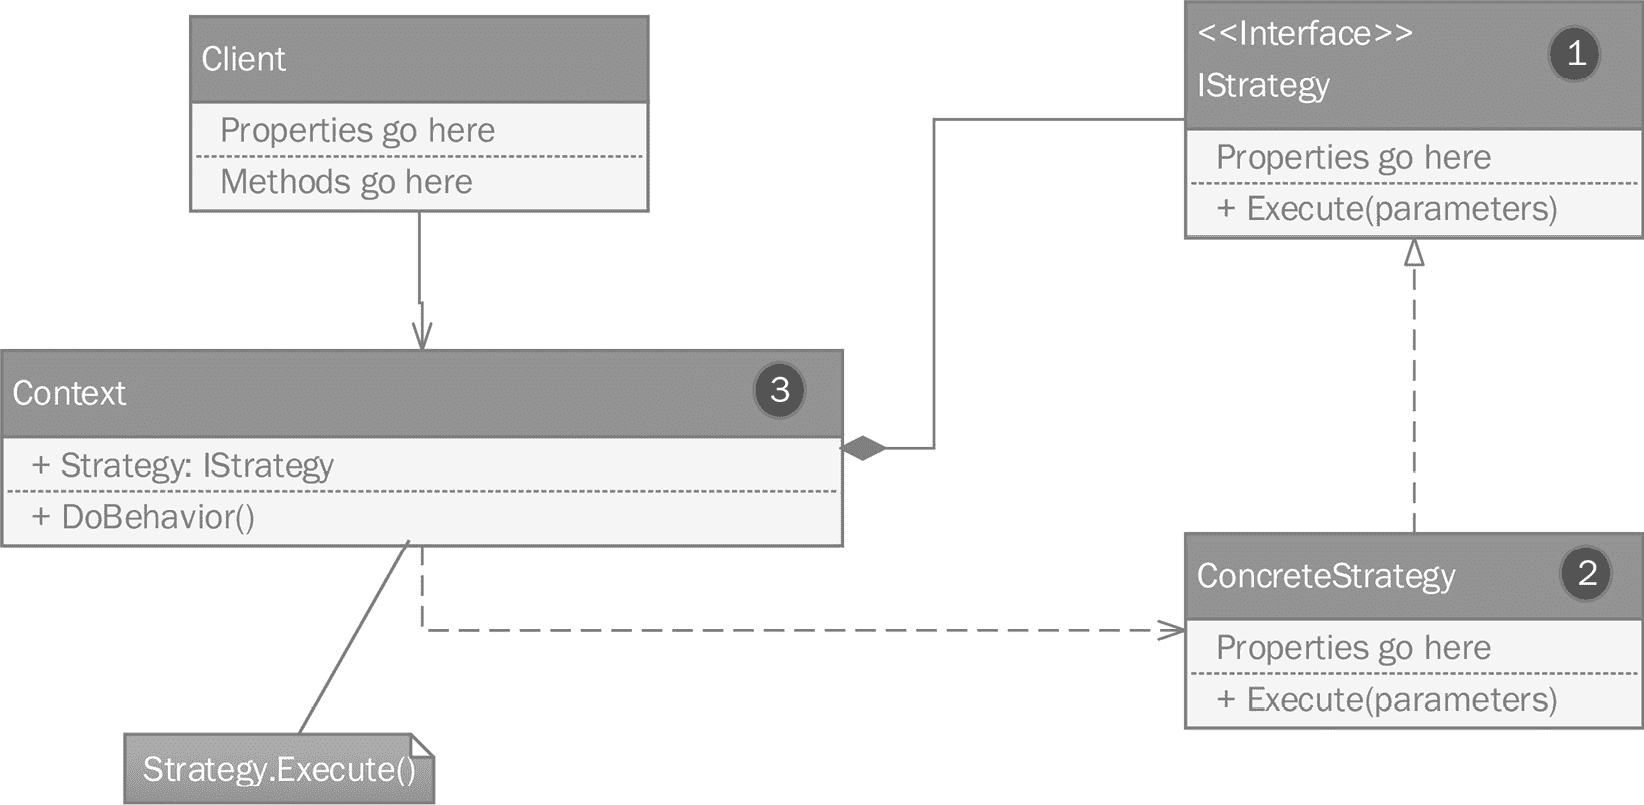 Client
Properties go here
Methods go here
<<Interface>>
IStrategy
1
Properties go here
+ Execute(parameters)
Context
3
+ Strategy: IStrategy
+ DoBehavior()
ConcreteStrategy
2
Properties go here
+ Execute(parameters)
Strategy.Execute()